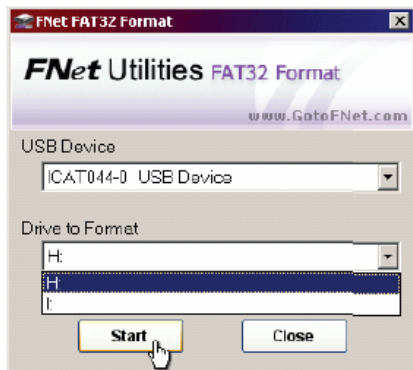 FNet FAT32 Format
FNet Utilities FAT32 Format
www.GotoFNet.com
USB Device
ICAT044-0 USB Device
Drive to Format
H:
H:
I:
Start
Close